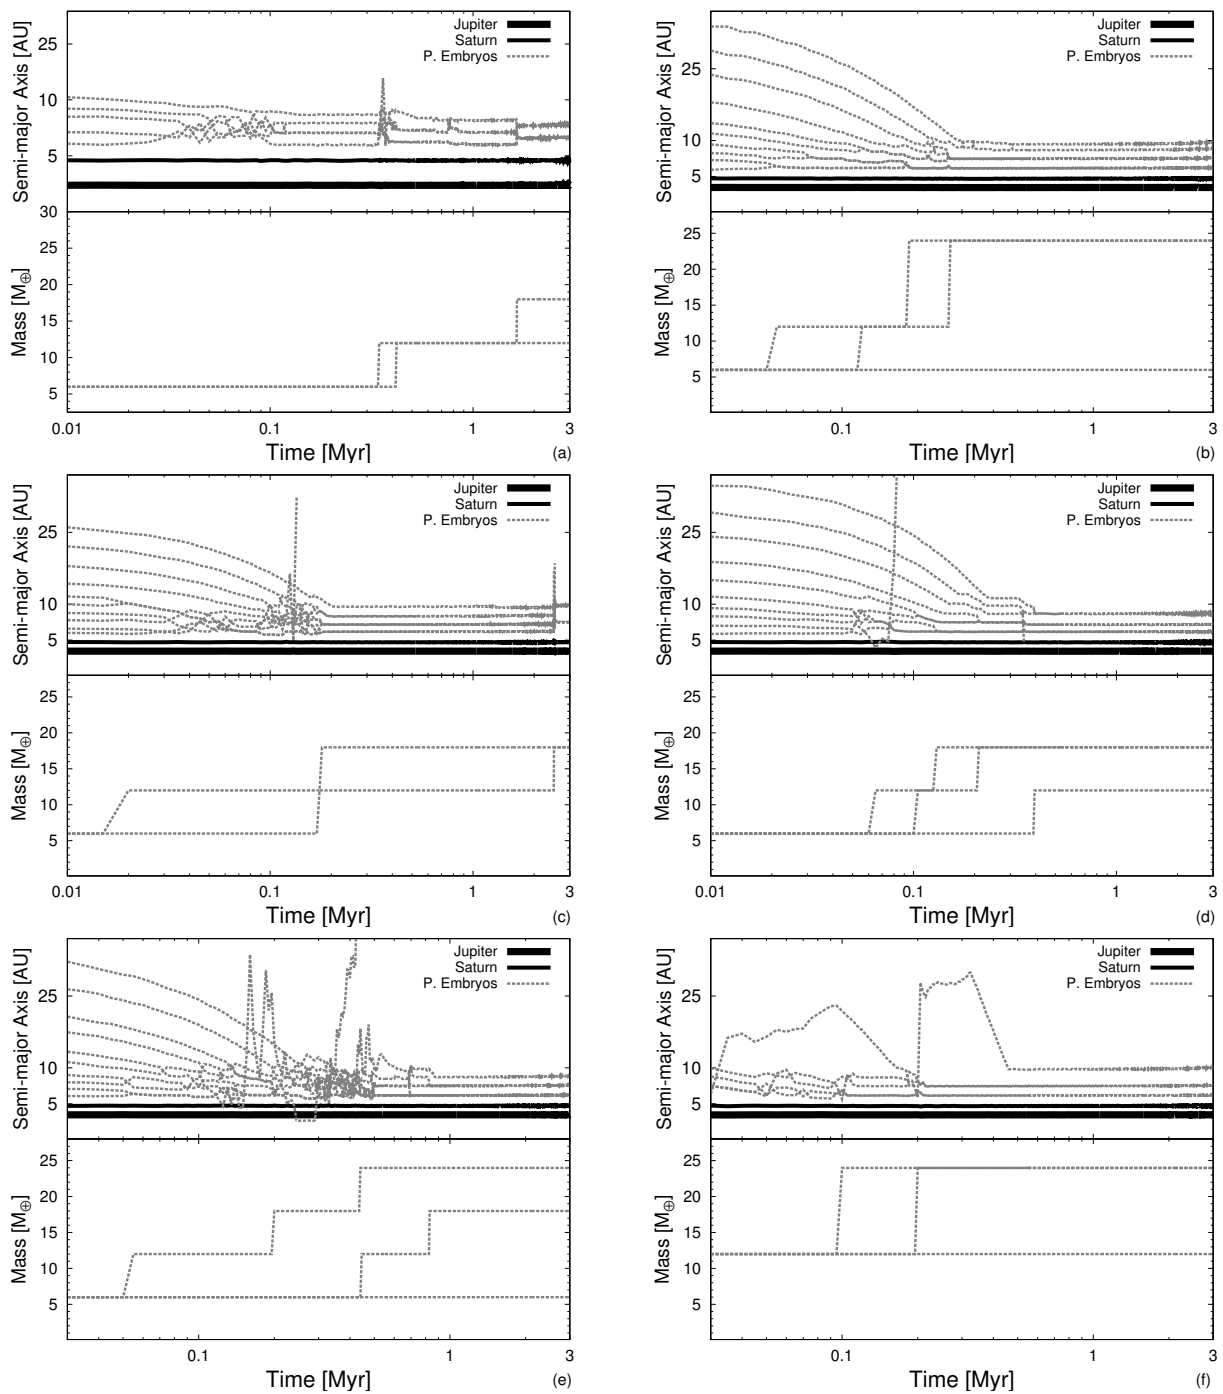 Semi-major Axis [AU]
25
10
5
Jupiter
Saturn
P. Embryos
Mass [M⊕]
30
25
20
15
10
5
0.01
0.1
1
3
Time [Myr]
(a)
Semi-major Axis [AU]
25
10
5
Jupiter
Saturn
P. Embryos
Mass [M⊕]
25
20
15
10
5
0.1
1
3
Time [Myr]
(b)
Semi-major Axis [AU]
25
10
5
Jupiter
Saturn
P. Embryos
Mass [M⊕]
25
20
15
10
5
0.01
0.1
1
3
Time [Myr]
(c)
Semi-major Axis [AU]
25
10
5
Jupiter
Saturn
P. Embryos
Mass [M⊕]
25
20
15
10
5
0.01
0.1
1
3
Time [Myr]
(d)
Semi-major Axis [AU]
25
10
5
Jupiter
Saturn
P. Embryos
Mass [M⊕]
25
20
15
10
5
0.1
1
3
Time [Myr]
(e)
Semi-major Axis [AU]
25
10
5
Jupiter
Saturn
P. Embryos
Mass [M⊕]
25
20
15
10
5
0.1
1
3
Time [Myr]
(f)